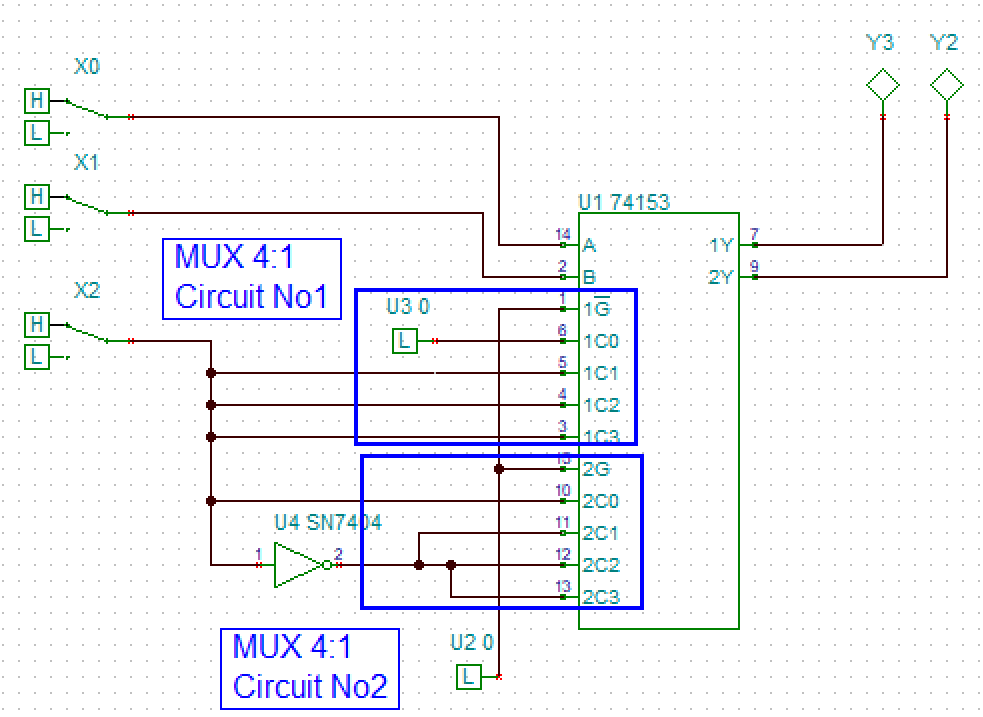 Y3 Y2
X0
H
L
X1
H
L
U1 74153
14 A 1Y 7
2 B 2Y 9
MUX 4:1
Circuit No1
X2
H
L
U3 0
L
1 1G
6 1C0
5 1C1
4 1C2
3 1C3
15 2G
10 2C0
U4 SN7404
11 2C1
1 2
12 2C2
13 2C3
MUX 4:1
Circuit No2
U2 0
L